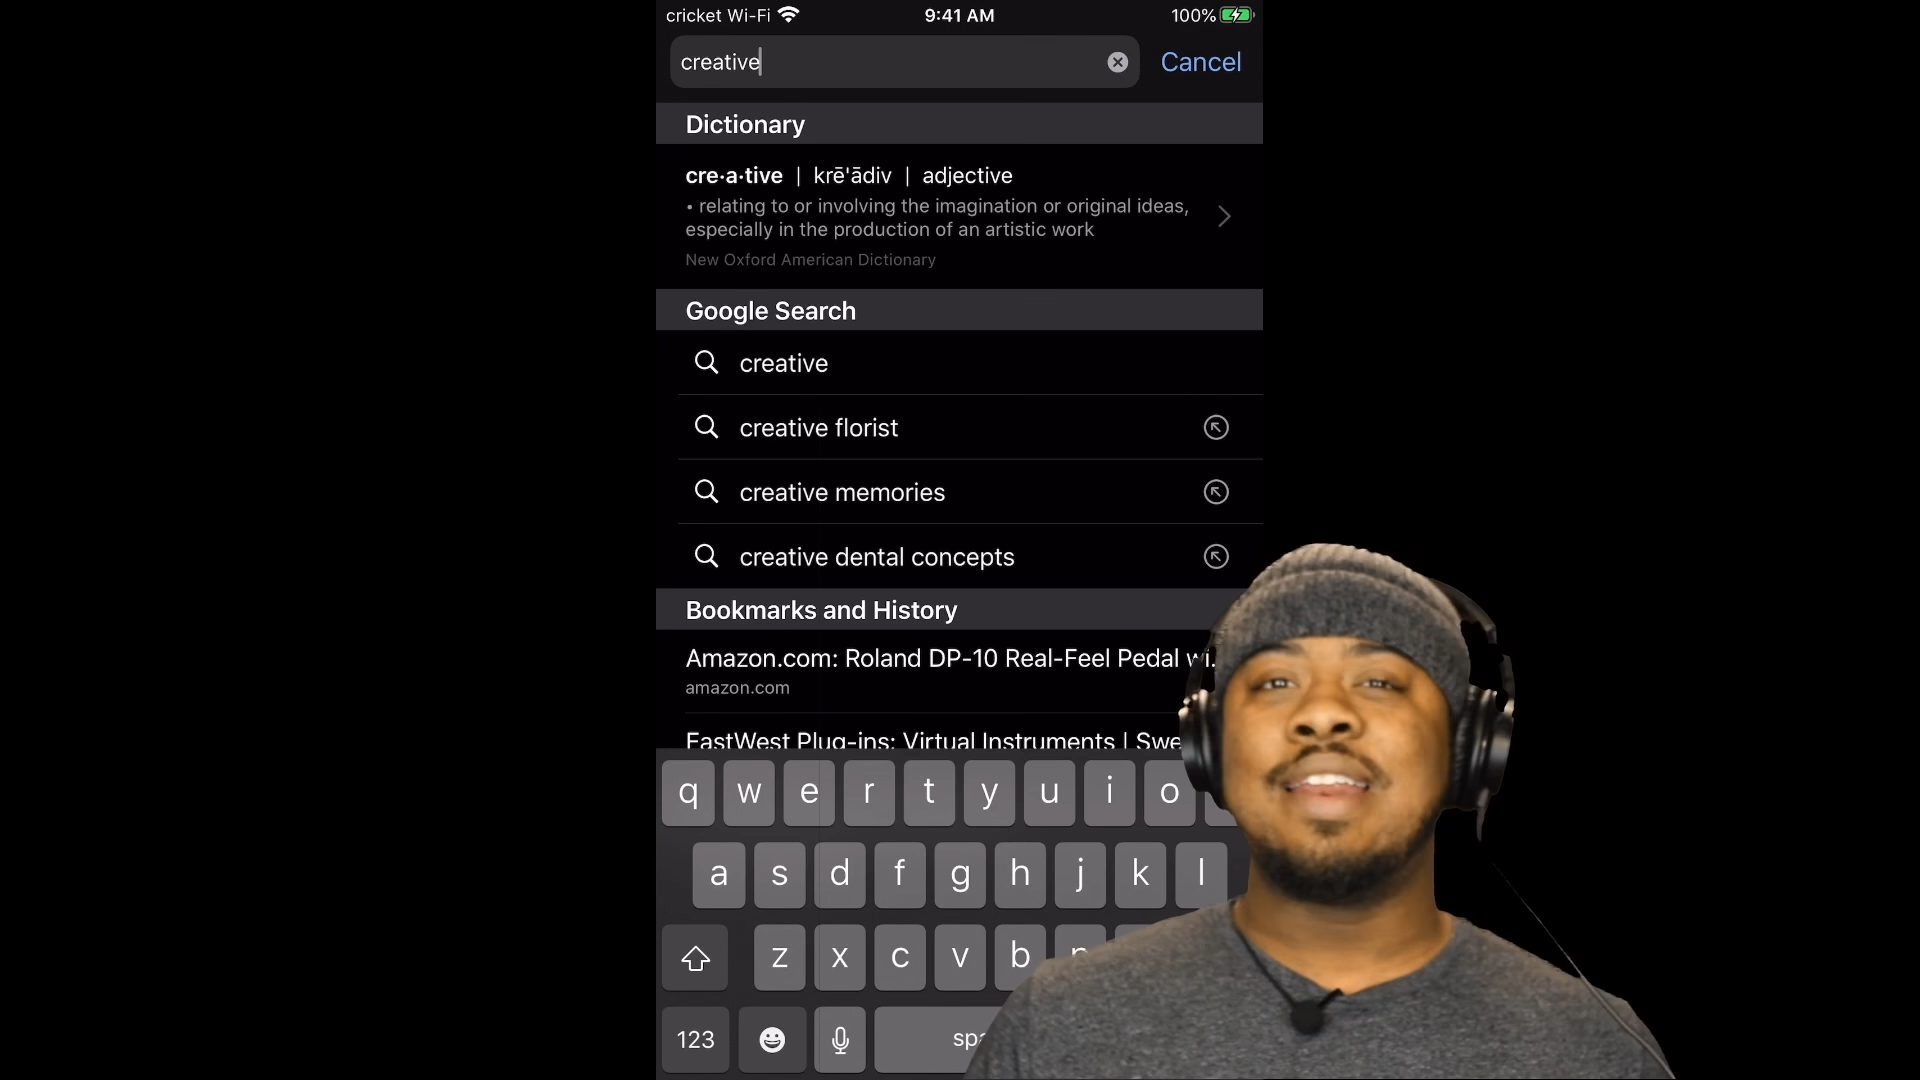 cricket Wi-Fi 9:41 AM 100%
creative Cancel
Dictionary
cre·a·tive | krē'ādiv | adjective
• relating to or involving the imagination or original ideas,
especially in the production of an artistic work
New Oxford American Dictionary
Google Search
creative
creative florist
creative memories
creative dental concepts
Bookmarks and History
Amazon.com: Roland DP-10 Real-Feel Pedal wi.
amazon.com
EastWest Plug-ins: Virtual Instruments | Swe
q w e r t y u i o
a s d f g h j k l
z x c v b n
123 spa